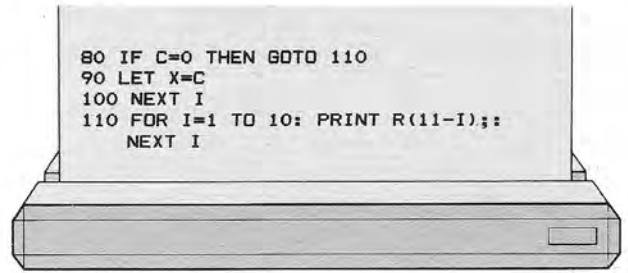 80 IF C=0 THEN GOTO 110
90 LET X=C
100 NEXT I
110 FOR I=1 TO 10: PRINT R(11-I);:
NEXT I